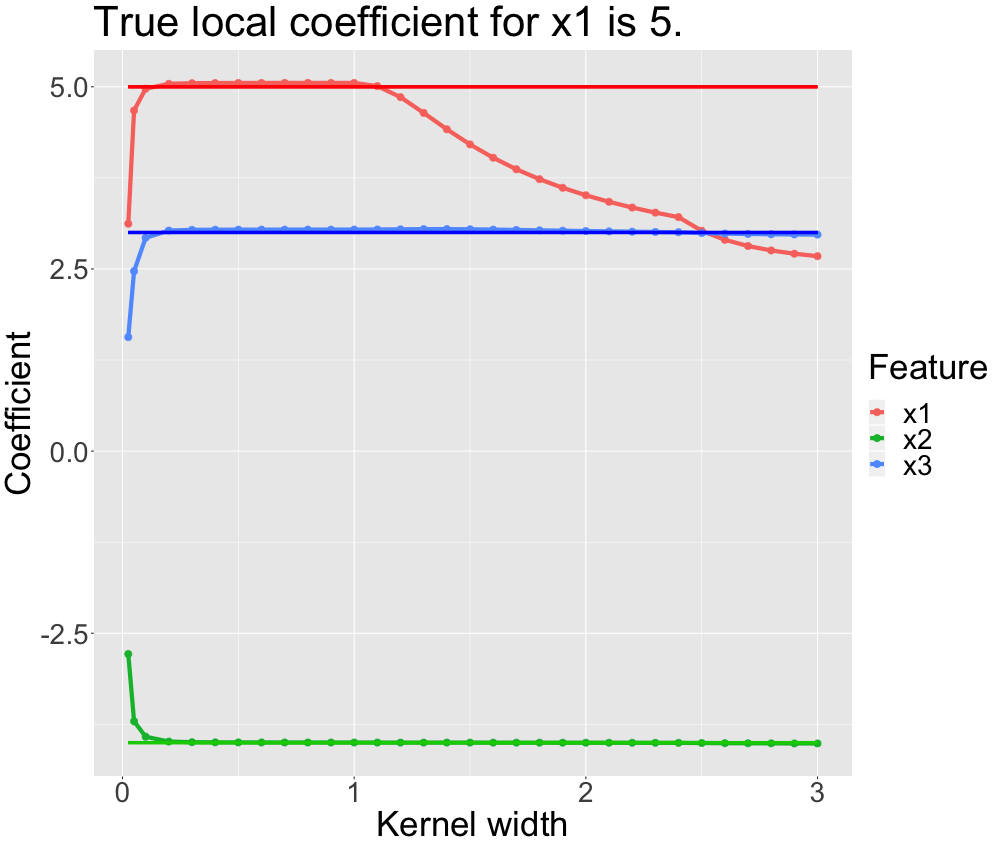 True local coefficient for x1 is 5.
5.0
2.5
0.0
-2.5
Coefficient
0 1 2 3
Kernel width
Feature
x1
x2
x3